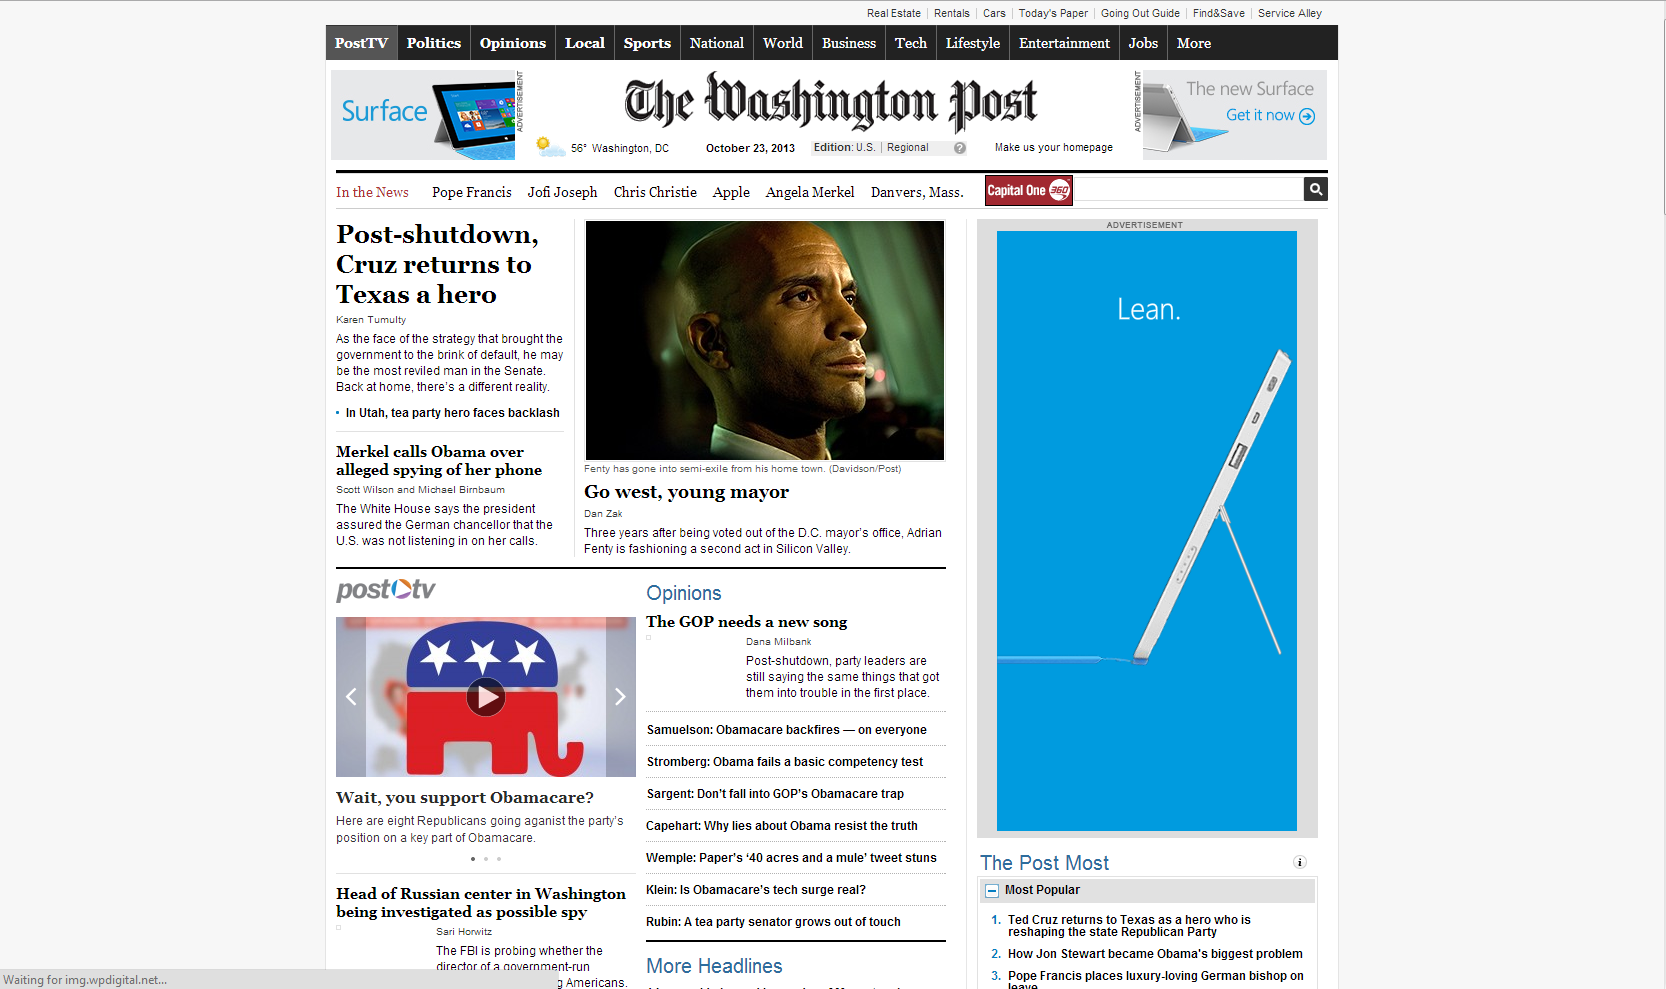 Real Estate | Rentals | Cars | Today's Paper | Going Out Guide | Find&Save | Service Alley
PostTV Politics Opinions Local Sports National World Business Tech Lifestyle Entertainment Jobs More
Surface
ADVERTISEMENT
The Washington Post
ADVERTISEMENT
The new Surface
Get it now
56° Washington, DC
October 23, 2013
Edition: U.S. | Regional ?
Make us your homepage
In the News Pope Francis Jofi Joseph Chris Christie Apple Angela Merkel Danvers, Mass.
Capital One 360
Post-shutdown,
Cruz returns to
Texas a hero
Karen Tumulty
As the face of the strategy that brought the
government to the brink of default, he may
be the most reviled man in the Senate.
Back at home, there's a different reality.
In Utah, tea party hero faces backlash
Merkel calls Obama over
alleged spying of her phone
Scott Wilson and Michael Birnbaum
The White House says the president
assured the German chancellor that the
U.S. was not listening in on her calls.
Fenty has gone into semi-exile from his home town. (Davidson/Post)
Go west, young mayor
Dan Zak
Three years after being voted out of the D.C. mayor's office, Adrian
Fenty is fashioning a second act in Silicon Valley.
ADVERTISEMENT
Lean.
post tv
Wait, you support Obamacare?
Here are eight Republicans going aganist the party's
position on a key part of Obamacare.
Head of Russian center in Washington
being investigated as possible spy
Sari Horwitz
The FBI is probing whether the
director of a government-run
g Americans.
Opinions
The GOP needs a new song
Dana Milbank
Post-shutdown, party leaders are
still saying the same things that got
them into trouble in the first place.
Samuelson: Obamacare backfires — on everyone
Stromberg: Obama fails a basic competency test
Sargent: Don't fall into GOP's Obamacare trap
Capehart: Why lies about Obama resist the truth
Wemple: Paper's '40 acres and a mule' tweet stuns
Klein: Is Obamacare's tech surge real?
Rubin: A tea party senator grows out of touch
More Headlines
The Post Most
Most Popular
1. Ted Cruz returns to Texas as a hero who is
reshaping the state Republican Party
2. How Jon Stewart became Obama's biggest problem
3. Pope Francis places luxury-loving German bishop on
leave
Waiting for img.wpdigital.net...